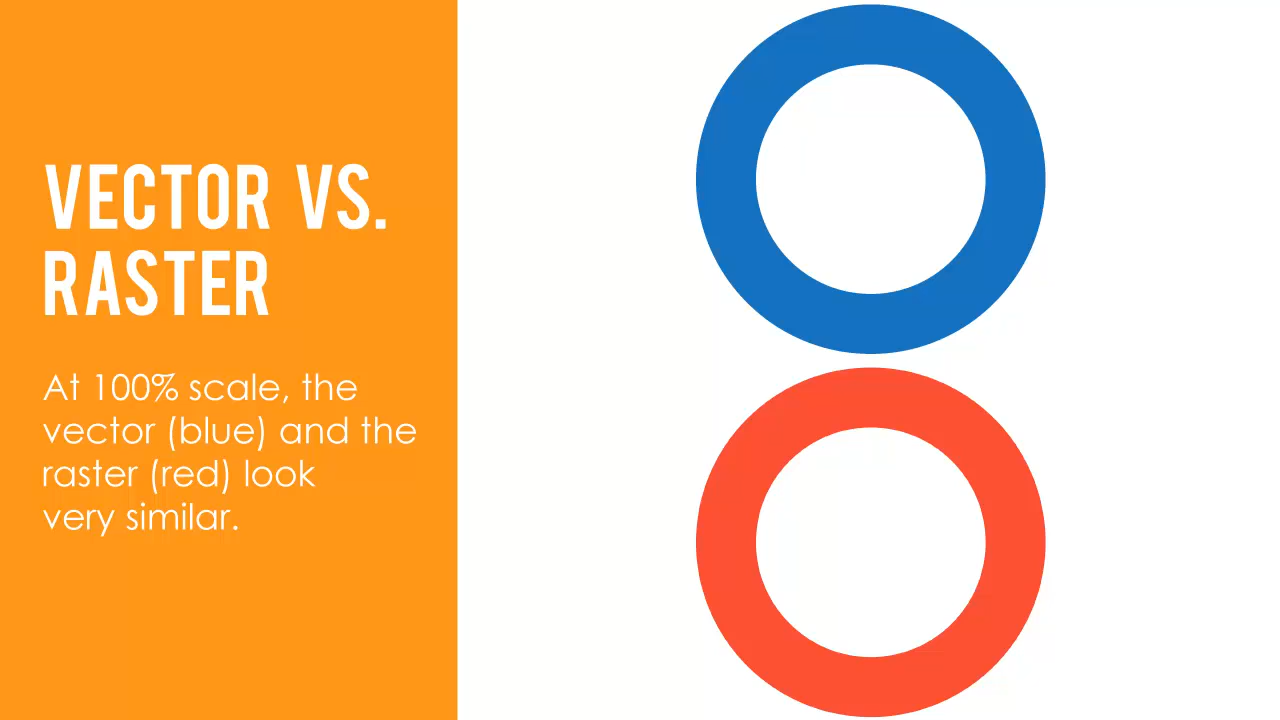 VECTOR VS.
RASTER
At 100% scale, the
vector (blue) and the
raster (red) look
very similar.